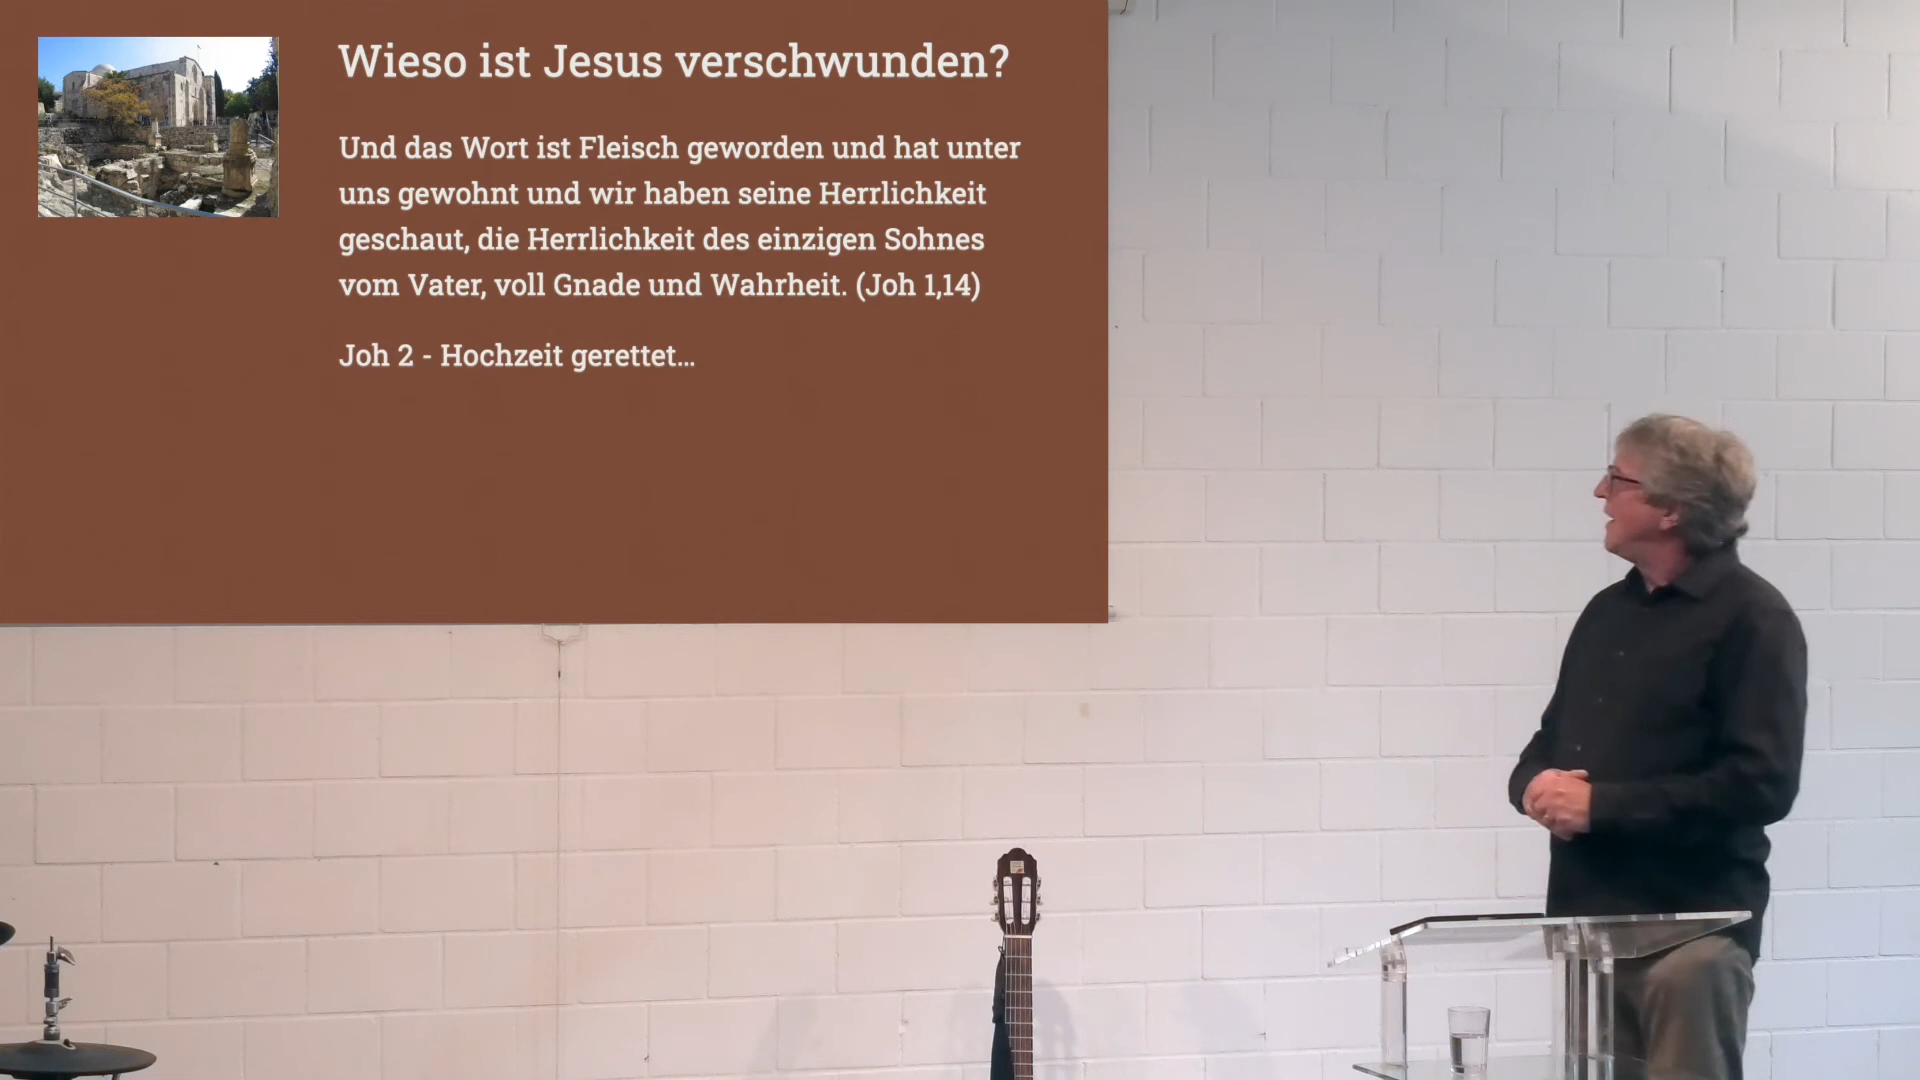 Wieso ist Jesus verschwunden?
Und das Wort ist Fleisch geworden und hat unter
uns gewohnt und wir haben seine Herrlichkeit
geschaut, die Herrlichkeit des einzigen Sohnes
vom Vater, voll Gnade und Wahrheit. (Joh 1,14)
Joh 2 - Hochzeit gerettet...